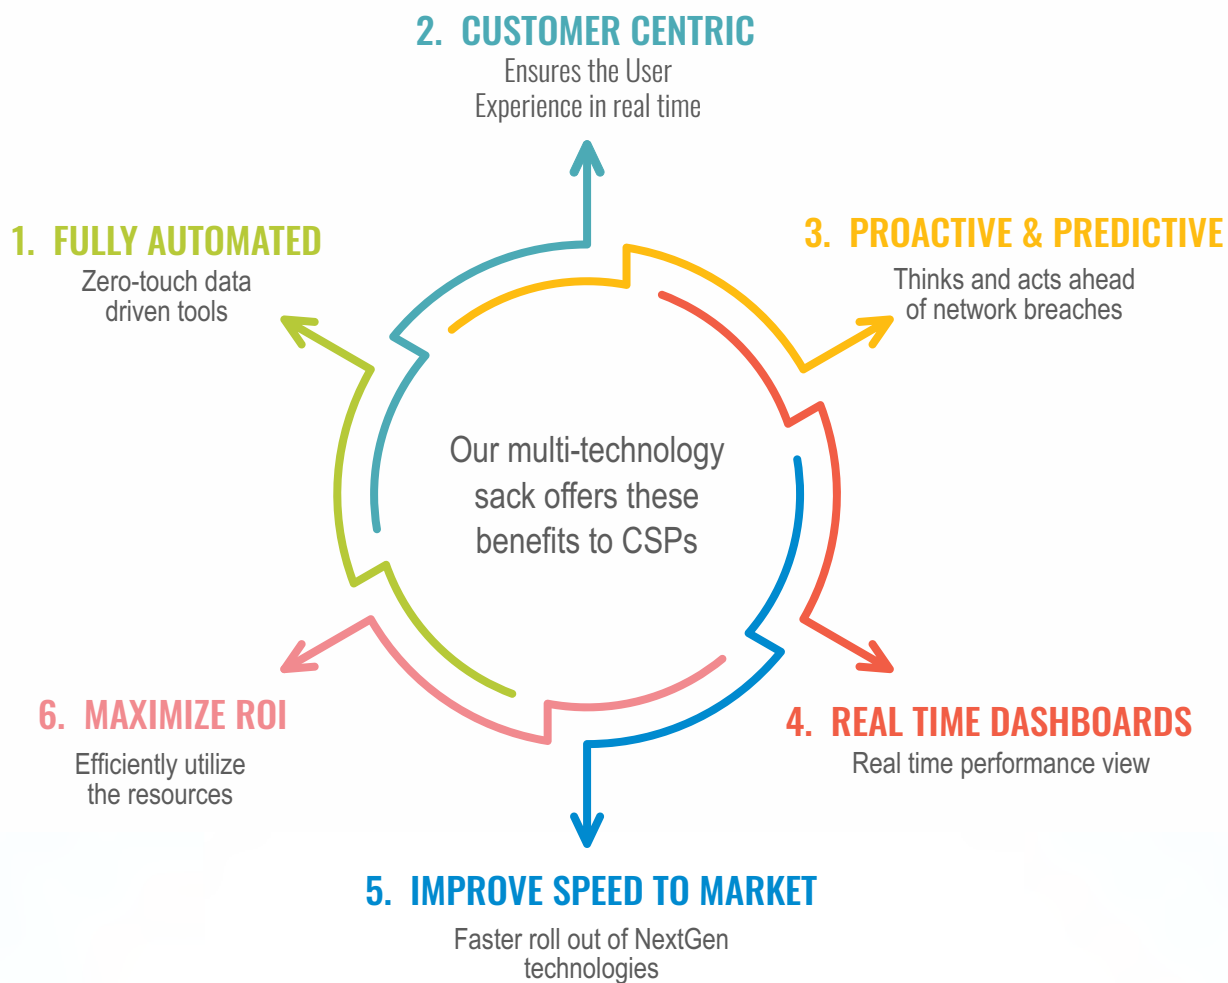 2. CUSTOMER CENTRIC
Ensures the User
Experience in real time
1. FULLY AUTOMATED
Zero-touch data
driven tools
3. PROACTIVE & PREDICTIVE
Thinks and acts ahead
of network breaches
Our multi-technology
sack offers these
benefits to CSPs
6. MAXIMIZE ROI
Efficiently utilize
the resources
4. REAL TIME DASHBOARDS
Real time performance view
5. IMPROVE SPEED TO MARKET
Faster roll out of NextGen
technologies